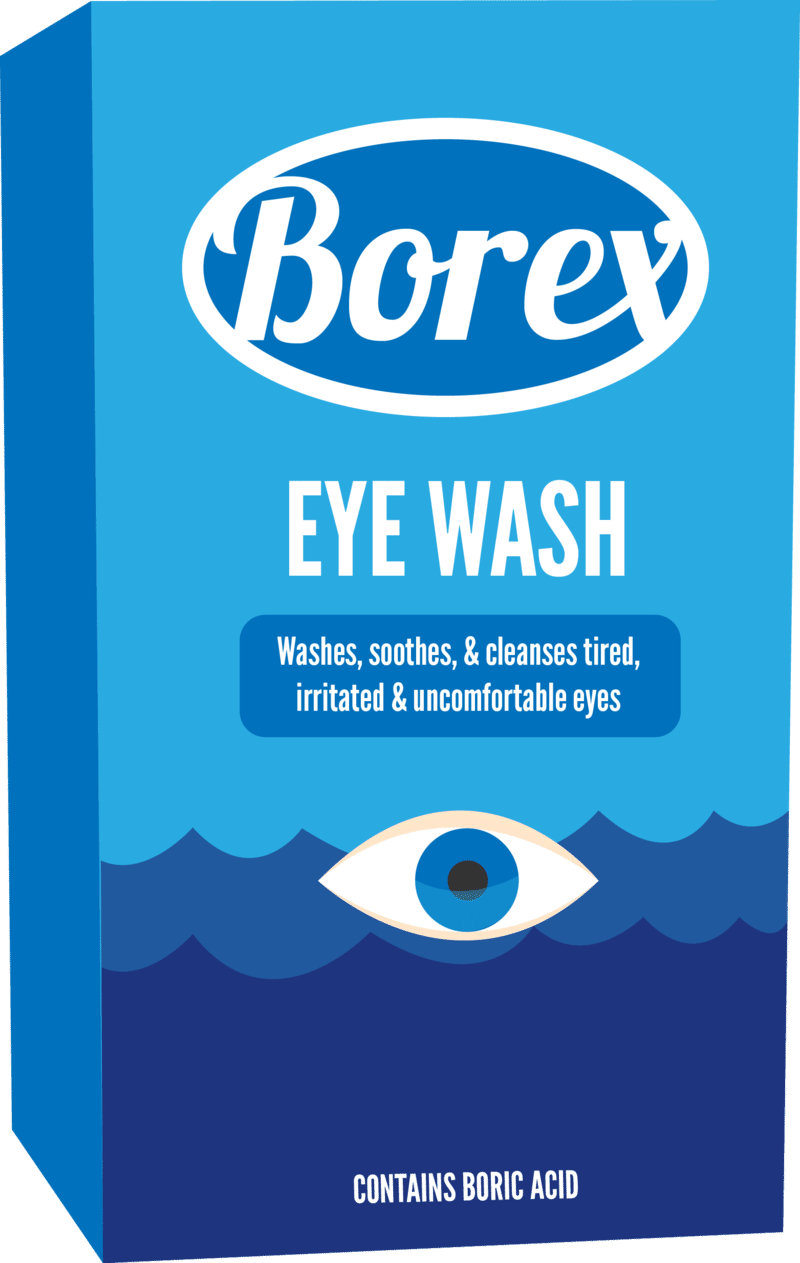 Borex
EYE WASH
Washes, soothes, & cleanses tired,
irritated & uncomfortable eyes
CONTAINS BORIC ACID